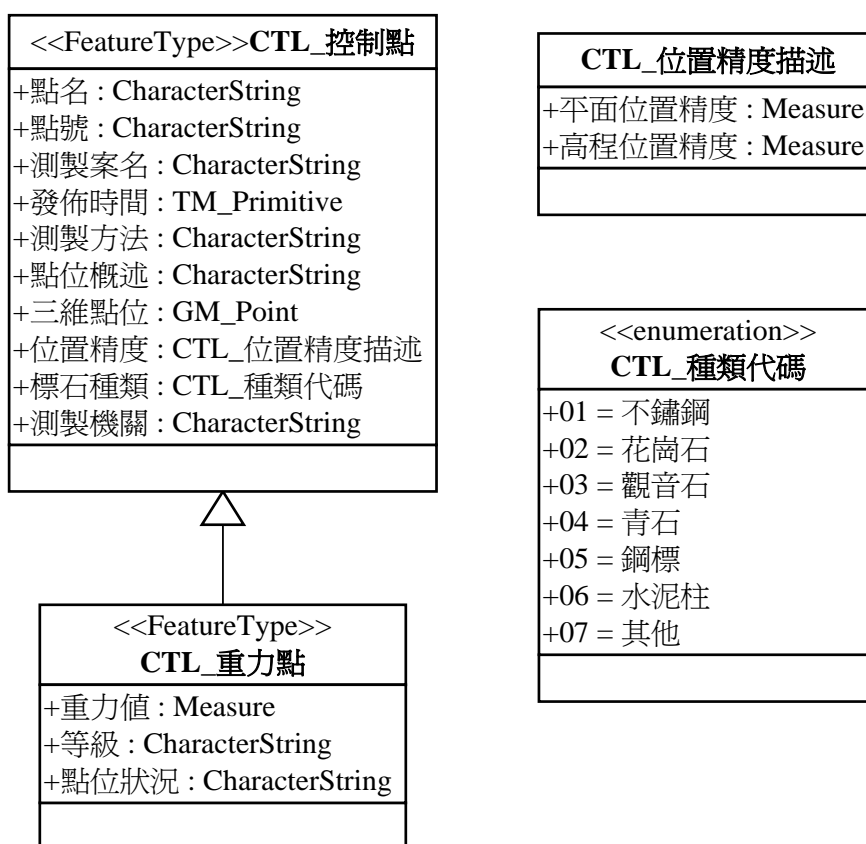 <<FeatureType>>CTL_控制點
+點名 : CharacterString
+點號 : CharacterString
+測製案名 : CharacterString
+發佈時間 : TM_Primitive
+測製方法 : CharacterString
+點位概述 : CharacterString
+三維點位 : GM_Point
+位置精度 : CTL_位置精度描述
+標石種類 : CTL_種類代碼
+測製機關 : CharacterString
<<FeatureType>>
CTL_重力點
+重力值 : Measure
+等級 : CharacterString
+點位狀況 : CharacterString
CTL_位置精度描述
+平面位置精度 : Measure
+高程位置精度 : Measure
<<enumeration>>
CTL_種類代碼
+01 = 不鏽鋼
+02 = 花崗石
+03 = 觀音石
+04 = 青石
+05 = 鋼標
+06 = 水泥柱
+07 = 其他